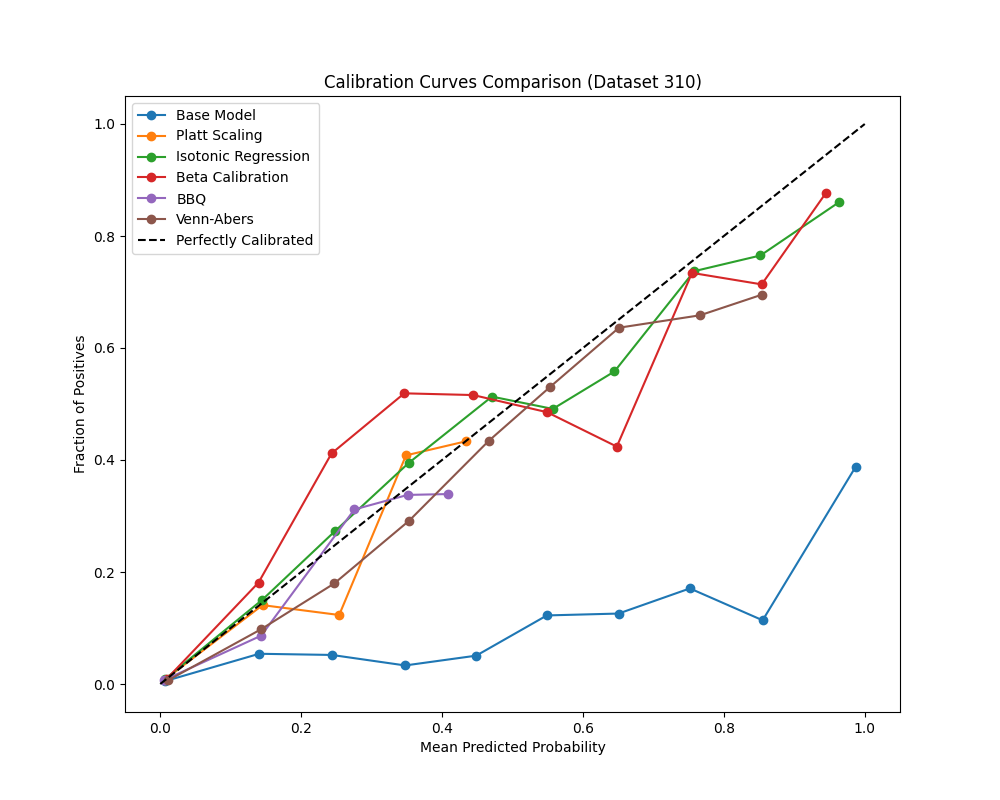 Calibration Curves Comparison (Dataset 310)
Base Model
Platt Scaling
Isotonic Regression
Beta Calibration
BBQ
Venn-Abers
Perfectly Calibrated
Fraction of Positives
1.0
0.8
0.6
0.4
0.2
0.0
0.0 0.2 0.4 0.6 0.8 1.0
Mean Predicted Probability